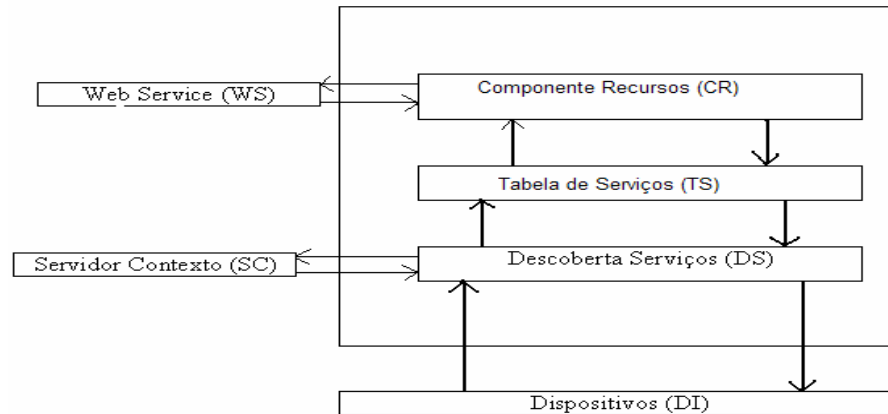 Componente Recursos (CR)
Web Service (WS)
Tabela de Serviços (TS)
Descoberta Serviços (DS)
Servidor Contexto (SC)
Dispositivos (DI)